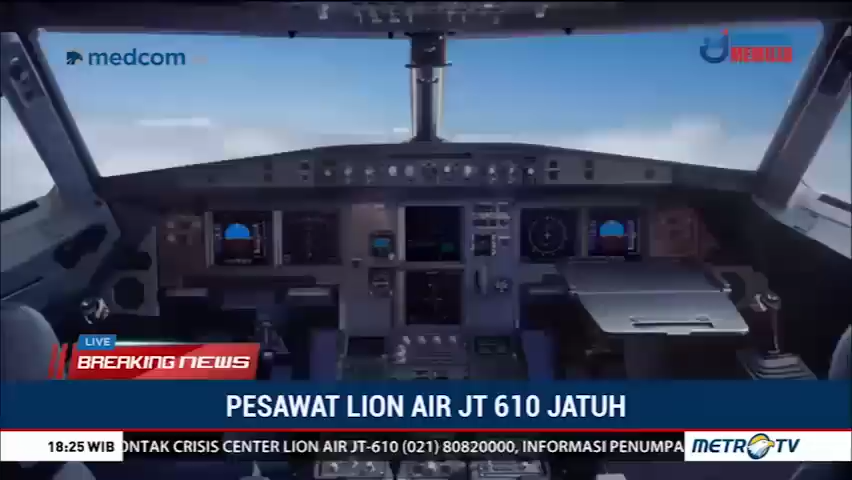 medcom
LIVE
BREAKING NEWS
PESAWAT LION AIR JT 610 JATUH
18:25 WIB
ONTAK CRISIS CENTER LION AIR JT-610 (021) 80820000, INFORMASI PENUMPA
METRO TV